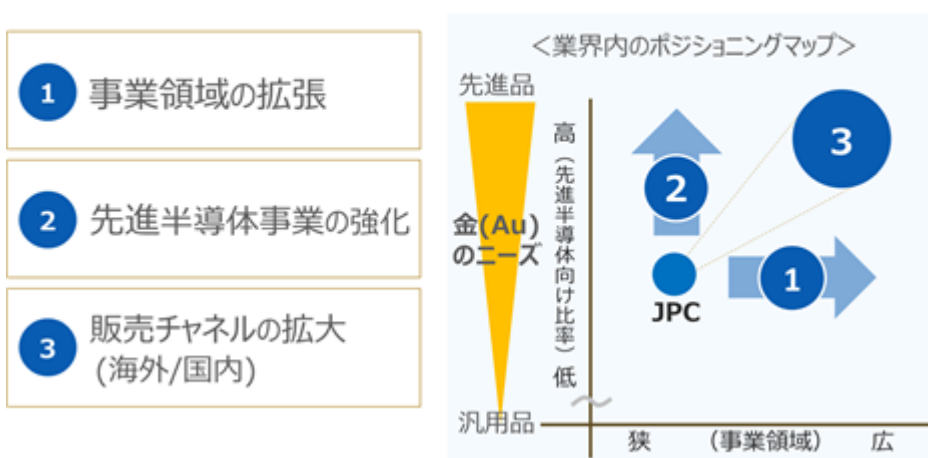 1 事業領域の拡張
2 先進半導体事業の強化
3 販売チャネルの拡大
(海外/国内)
<業界内のポジショニングマップ>
先進品
金(Au)
のニーズ
汎用品
高(先進半導体向け比率)低
2
3
1
JPC
狭 (事業領域) 広